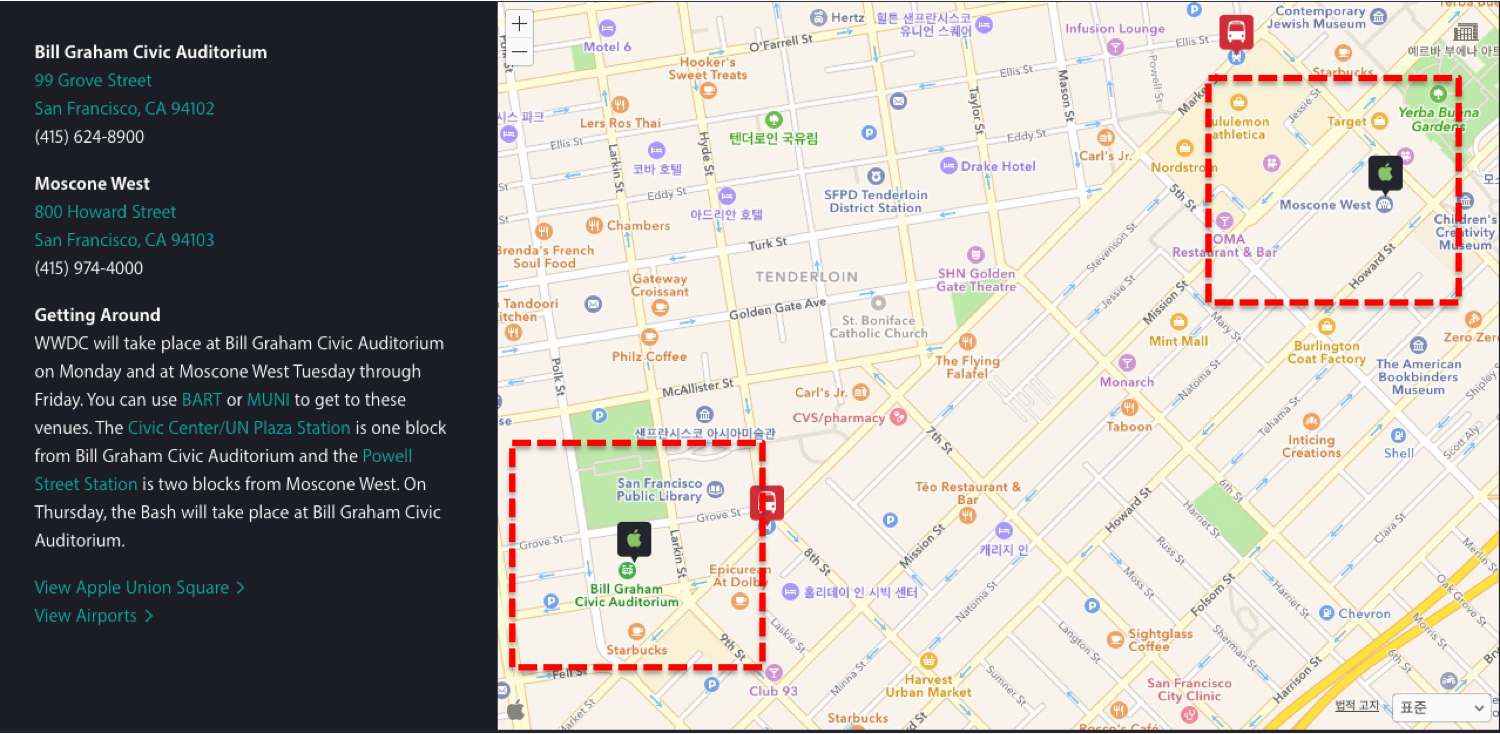 Bill Graham Civic Auditorium
99 Grove Street
San Francisco, CA 94102
(415) 624-8900
Moscone West
800 Howard Street
San Francisco, CA 94103
(415) 974-4000
Getting Around
WWDC will take place at Bill Graham Civic Auditorium
on Monday and at Moscone West Tuesday through
Friday. You can use BART or MUNI to get to these
venues. The Civic Center/UN Plaza Station is one block
from Bill Graham Civic Auditorium and the Powell
Street Station is two blocks from Moscone West. On
Thursday, the Bash will take place at Bill Graham Civic
Auditorium.
View Apple Union Square >
View Airports >
+
−
Hertz
힐튼 샌프란시스코
유니언 스퀘어
Contemporary
Jewish Museum
Motel 6
O'Farrell St
Infusion Lounge
Ellis St
예르바 부에나 아트
Hooker's
Sweet Treats
Ellis St
Mason St
Powell St
Starbucks
Lers Ros Thai
Taylor St
Jessie St
Target
Yerba Buena
Gardens
텐더로인 국유림
Eddy St
Carl's Jr.
Nordstrom
Ellis St
Larkin St
Hyde St
코바 호텔
Drake Hotel
5th St
Moscone West
Eddy St
아드리안 호텔
SFPD Tenderloin
District Station
Children's
Creativity
Museum
Chambers
Turk St
Stevenson St
Restaurant & Bar
Howard St
Brenda's French
Soul Food
TENDERLOIN
SHN Golden
Gate Theatre
Jessie St
Gateway
Croissant
Tandoori
Golden Gate Ave
St. Boniface
Catholic Church
Mission St
Mary St
Mint Mall
Burlington
Coat Factory
Zero Zero
Philz Coffee
The Flying
Falafel
The American
Bookbinders
Museum
Polk St
McAllister St
Carl's Jr.
Monarch
Natoma St
Shipley St
CVS/pharmacy
Taboon
Tehama St
샌프란시스코 아시아미술관
7th St
Inticing
Creations
Shell
Scott Aly
San Francisco
Public Library
Tëo Restaurant &
Bar
6th St
Grove St
Howard St
Harriet St
Clara St
Grove St
Larkin St
8th St
Mission St
캐리지 인
Russ St
Merlin St
Bill Graham
Civic Auditorium
Epicurean
At Dolby
홀리데이 인 시빅 센터
Natoma St
Moss St
Folsom St
Harriet St
Oak Grove St
Chevron
Starbucks
9th St
Laskie St
Langton St
Sightglass
Coffee
Sherman St
Morris St
Fell St
Club 93
Minna St
Harvest
Urban Market
Sumner St
San Francisco
City Clinic
Harrison St
6th St
Market St
Starbucks
Rocco's Café
법적 고지
표준